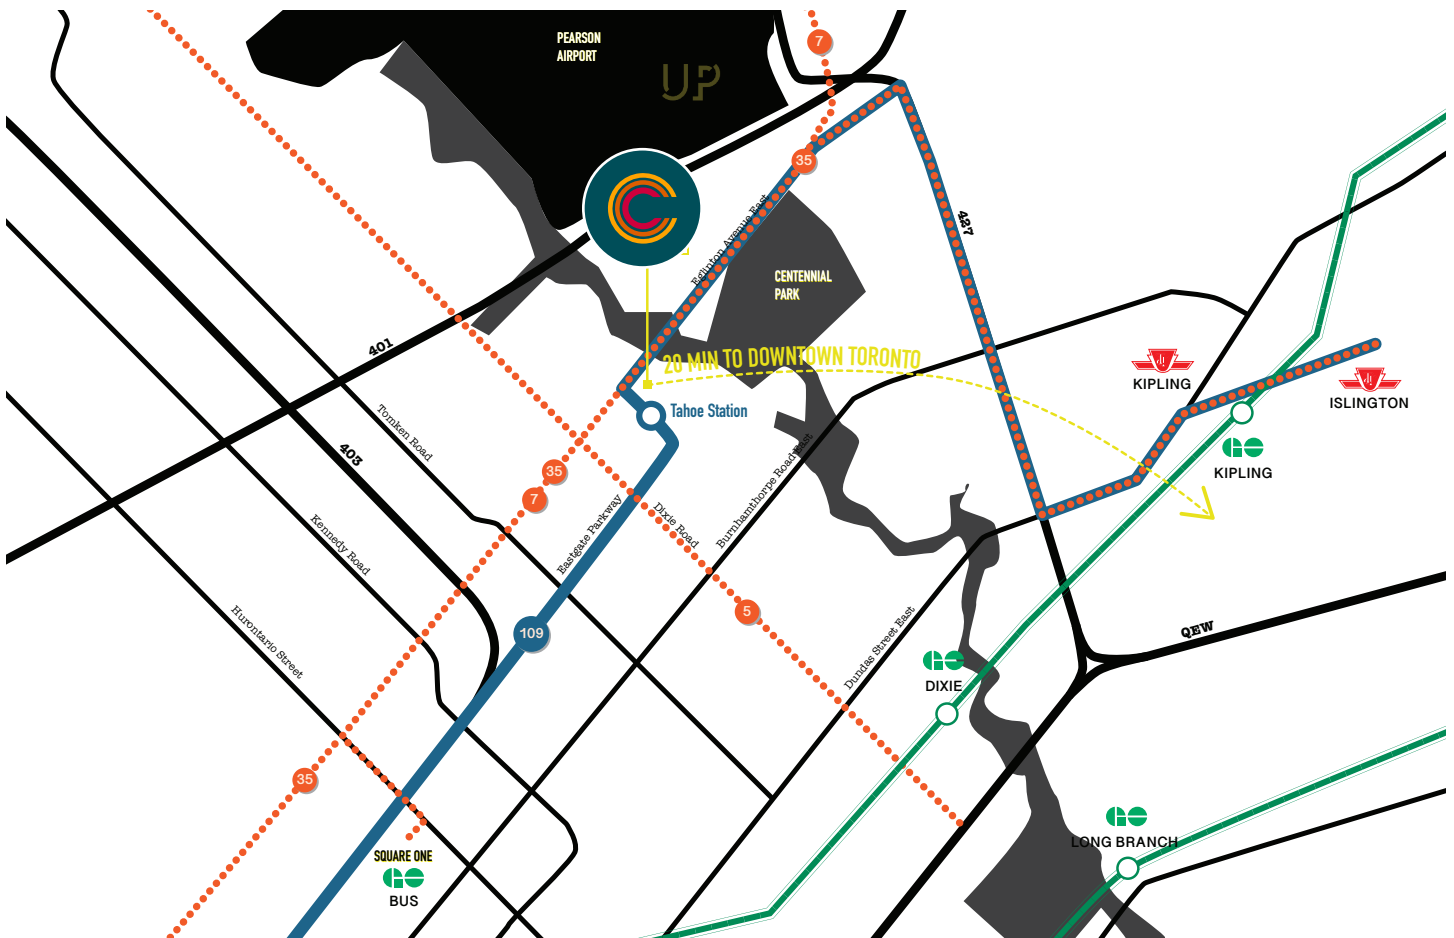 PEARSON
AIRPORT
UP
7
35
Eglinton Avenue East
427
CENTENNIAL
PARK
401
20 MIN TO DOWNTOWN TORONTO
KIPLING
ISLINGTON
Tahoe Station
Tomken Road
403
Burnhamthorpe Road East
KIPLING
35
7
Eastgate Parkway
Dixie Road
Kennedy Road
5
109
Hurontario Street
Dundas Street East
QEW
DIXIE
35
LONG BRANCH
SQUARE ONE
BUS